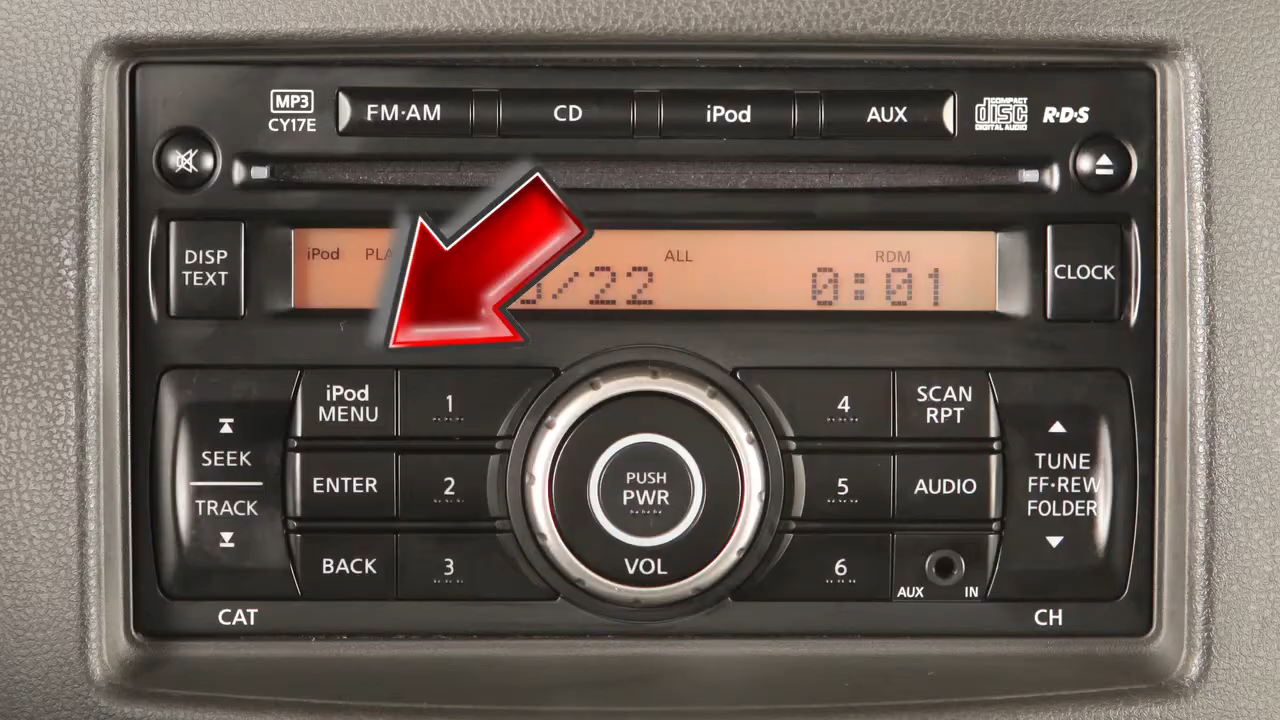 MP3
CY17E
FM·AM
CD
iPod
AUX
COMPACT
disc
DIGITAL AUDIO
R·D·S
DISP
TEXT
iPod
ALL
RDM
/22
0:01
CLOCK
SEEK
TRACK
CAT
iPod
MENU
ENTER
BACK
1
2
3
PUSH
PWR
VOL
4
5
6
SCAN
RPT
AUDIO
AUX IN
TUNE
FF·REW
FOLDER
CH